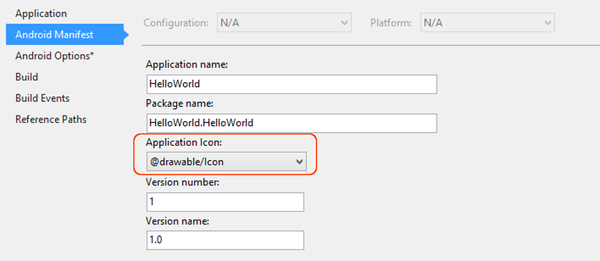 Application
Android Manifest
Android Options*
Build
Build Events
Reference Paths
Configuration: N/A Platform: N/A
Application name:
HelloWorld
Package name:
HelloWorld.HelloWorld
Application Icon:
@drawable/Icon
Version number:
1
Version name:
1.0